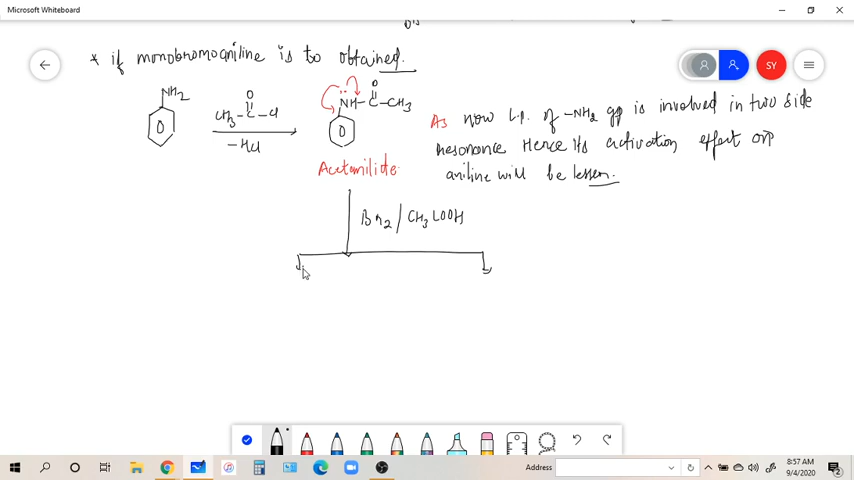 Microsoft Whiteboard
* if monobromoaniline is to obtained.
NH2
O
CH3-C-Cl
-HCl
O
NH-C-CH3
Acetanilide
As now L.p. of -NH2 gp is involved in two side
resonance Hence its activation effect on
aniline will be lessen.
Br2/CH3COOH
SY
Address
8:57 AM
9/4/2020